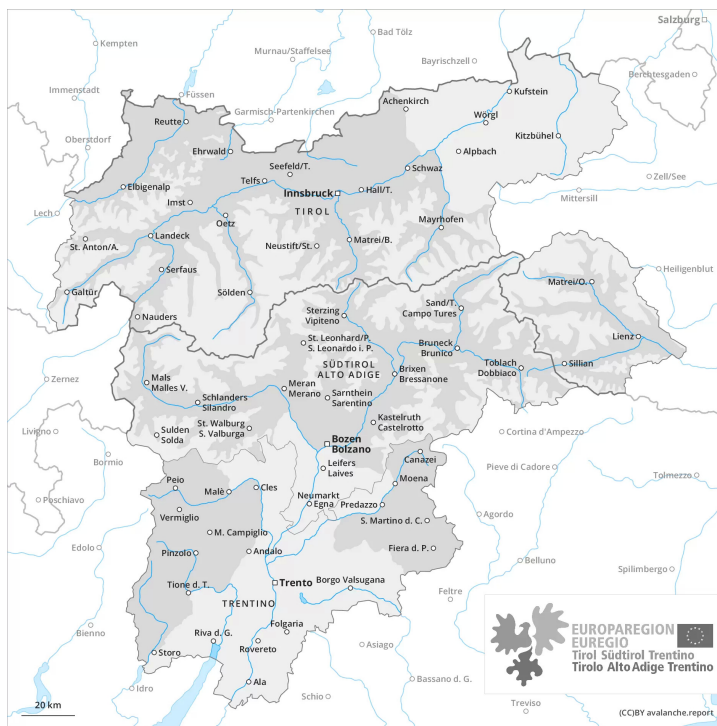 Salzburg
Kempten
Bad Tölz
Murnau/Staffelsee
Bayrischzell
Berchtesgaden
Immenstadt
Füssen
Achenkirch
Kufstein
Garmisch-Partenkirchen
Reutte
Wörgl
Oberstdorf
Kitzbühel
Ehrwald
Alpbach
Seefeld/T.
Schwaz
Zell/See
Telfs
Elbigenalp
Innsbruck
Hall/T.
Mittersill
Imst
Lech
TIROL
Oetz
Mayrhofen
Landeck
Neustift/St.
Matrei/B.
St. Anton/A.
Serfaus
Heiligenblut
Galtür
Sölden
Matrei/O.
Sand/T.
Campo Tures
Nauders
Sterzing
Vipiteno
Lienz
St. Leonhard/P.
S. Leonardo i. P.
Bruneck
Brunico
Toblach
Dobbiaco
Sillian
SÜDTIROL
ALTO ADIGE
Brixen
Bressanone
Zernez
Mals
Malles V.
Meran
Merano
Sarnthein
Sarentino
Schlanders
Silandro
Kastelruth
Castelrotto
St. Walburg
S. Valburga
Livigno
Sulden
Solda
Cortina d'Ampezzo
Bozen
Bolzano
Bormio
Canazei
Leifers
Laives
Pieve di Cadore
Tolmezzo
Peio
Moena
Malè
Cles
Neumarkt
Egna
Poschiavo
Predazzo
Agordo
Vermiglio
S. Martino d. C.
M. Campiglio
Edolo
Fiera d. P.
Pinzolo
Andalo
Belluno
Spilimbergo
Trento
Borgo Valsugana
Tione d. T.
Feltre
TRENTINO
Folgaria
Bienno
Riva d. G.
Rovereto
Asiago
Storo
EUROPAREGION
EUREGIO
Tirol Südtirol Trentino
Tirolo Alto Adige Trentino
Ala
Bassano d. G.
Idro
Schio
Treviso
20 km
(CC)BY avalanche.report